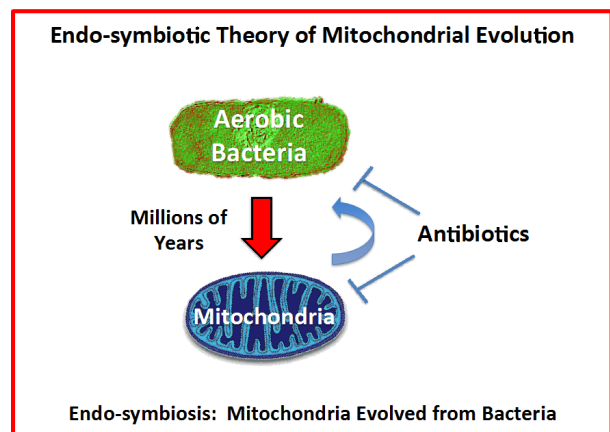 Endo-symbiotic Theory of Mitochondrial Evolution
Aerobic
Bacteria
Millions of
Years
Antibiotics
Mitochondria
Endo-symbiosis: Mitochondria Evolved from Bacteria